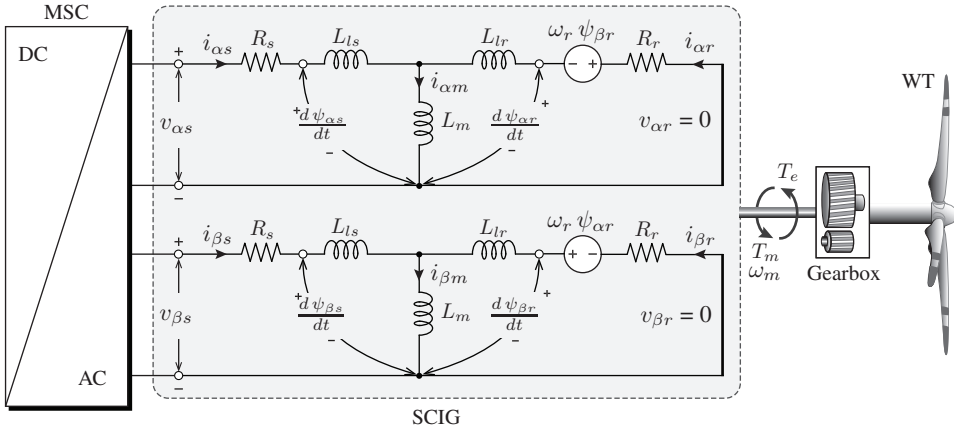 MSC
DC
AC
+
i_{αs}
R_s
L_{ls}
L_{lr}
ω_r ψ_{βr}
R_r
i_{αr}
- +
i_{αm}
v_{αs}
+ dψ_{αs}/dt -
L_m
dψ_{αr}/dt + -
v_{αr} = 0
-
+
i_{βs}
R_s
L_{ls}
L_{lr}
ω_r ψ_{αr}
R_r
i_{βr}
+ -
i_{βm}
v_{βs}
+ dψ_{βs}/dt -
L_m
dψ_{βr}/dt + -
v_{βr} = 0
-
SCIG
T_e
T_m
ω_m
Gearbox
WT